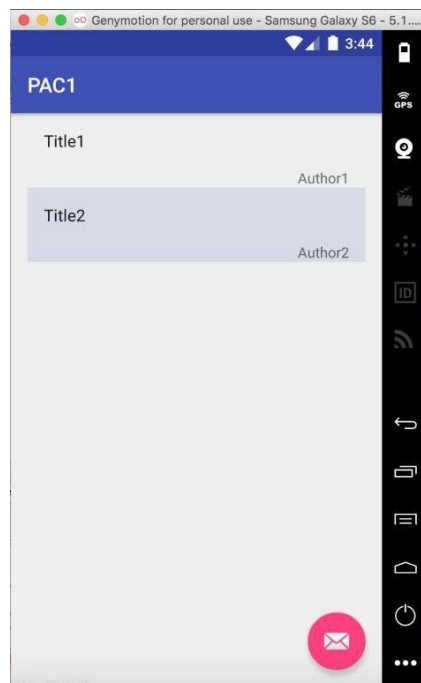 Genymotion for personal use - Samsung Galaxy S6 - 5.1....
3:44
PAC1
GPS
Title1
Author1
Title2
Author2
ID